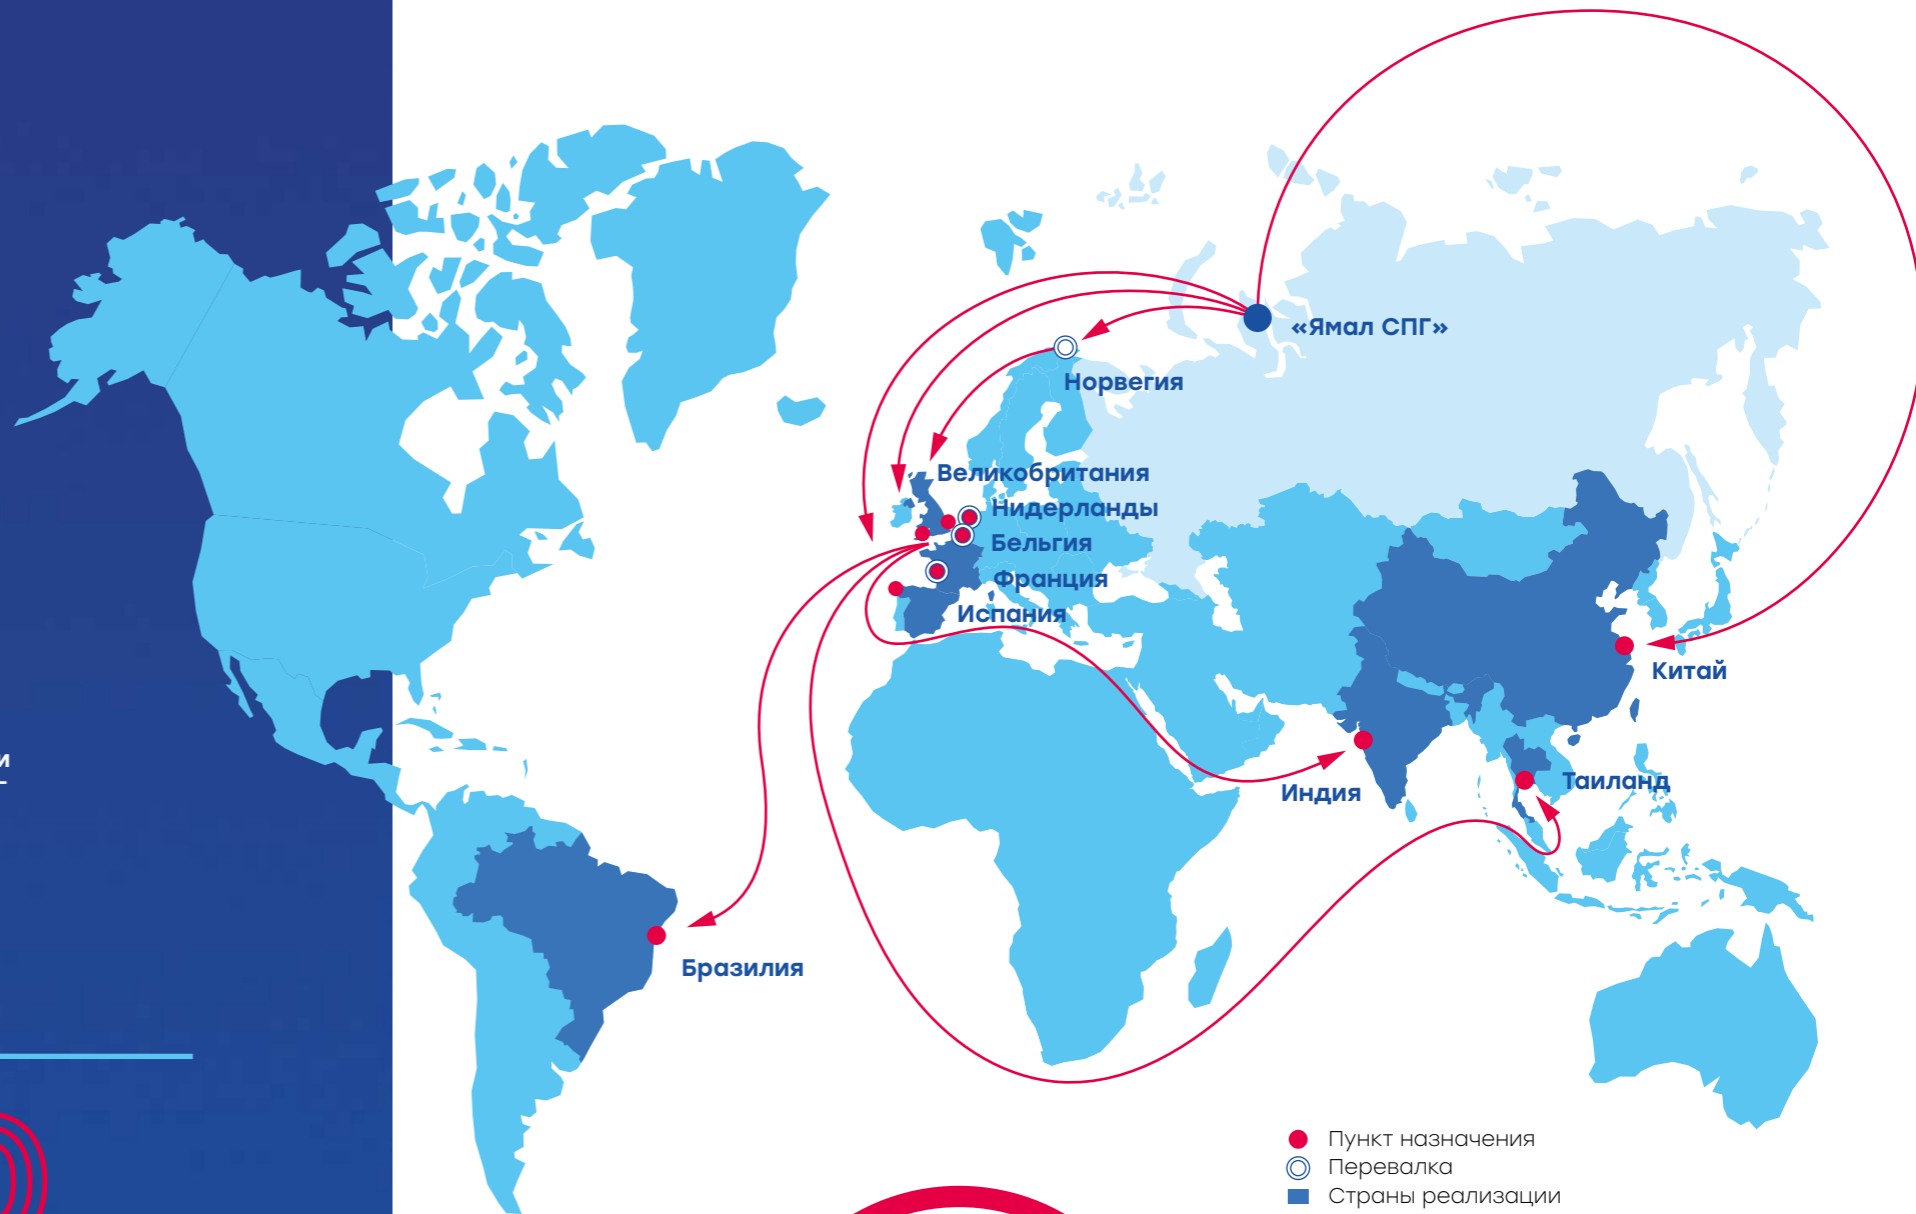 «Ямал СПГ»
Норвегия
Великобритания
Нидерланды
Бельгия
Франция
Испания
Китай
Индия
Таиланд
Бразилия
Пункт назначения
Перевалка
Страны реализации